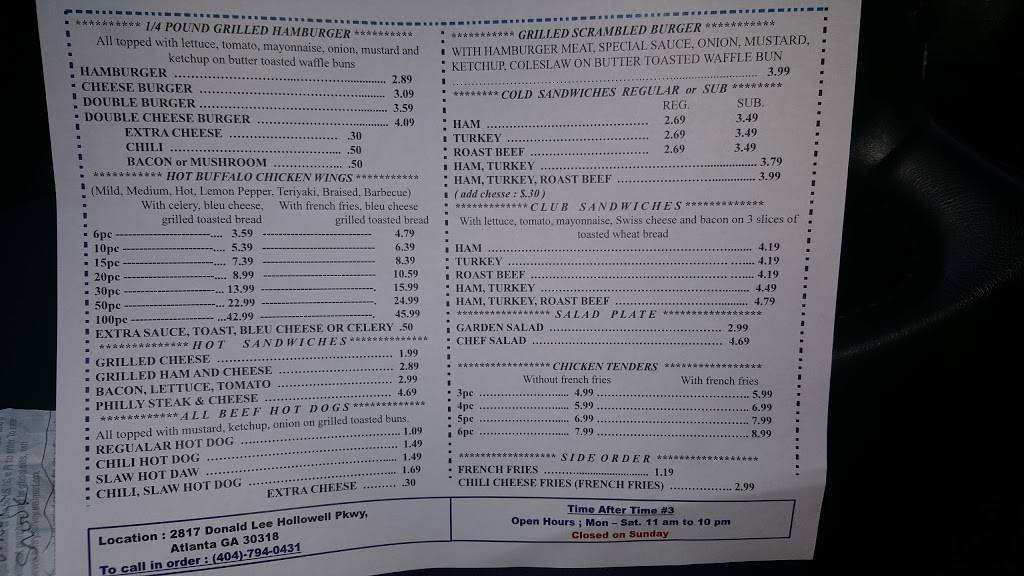 ********** 1/4 POUND GRILLED HAMBURGER **********
All topped with lettuce, tomato, mayonnaise, onion, mustard and
ketchup on butter toasted waffle buns
HAMBURGER ........ 2.89
CHEESE BURGER ........ 3.09
DOUBLE BURGER ........ 3.59
DOUBLE CHEESE BURGER ........ 4.09
EXTRA CHEESE ........ .30
CHILI ........ .50
BACON or MUSHROOM ........ .50
*********** HOT BUFFALO CHICKEN WINGS ***********
(Mild, Medium, Hot, Lemon Pepper, Teriyaki, Braised, Barbecue)
With celery, bleu cheese, With french fries, bleu cheese
grilled toasted bread grilled toasted bread
6pc ........ 3.59 ........ 4.79
10pc ........ 5.39 ........ 6.39
15pc ........ 7.39 ........ 8.39
20pc ........ 8.99 ........ 10.59
30pc ........ 13.99 ........ 15.99
50pc ........ 22.99 ........ 24.99
100pc ........ 42.99 ........ 45.99
EXTRA SAUCE, TOAST, BLEU CHEESE OR CELERY .50
************** HOT SANDWICHES **************
GRILLED CHEESE ........ 1.99
GRILLED HAM AND CHEESE ........ 2.89
BACON, LETTUCE, TOMATO ........ 2.99
PHILLY STEAK & CHEESE ........ 4.69
************ ALL BEEF HOT DOGS ************
All topped with mustard, ketchup, onion on grilled toasted buns
REGUALAR HOT DOG ........ 1.09
CHILI HOT DOG ........ 1.49
SLAW HOT DAW ........ 1.49
CHILI, SLAW HOT DOG ........ 1.69
EXTRA CHEESE ........ .30
********** GRILLED SCRAMBLED BURGER ***********
WITH HAMBURGER MEAT, SPECIAL SAUCE, ONION, MUSTARD,
KETCHUP, COLESLAW ON BUTTER TOASTED WAFFLE BUN
........ 3.99
******** COLD SANDWICHES REGULAR or SUB ********
REG. SUB.
HAM ........ 2.69 3.49
TURKEY ........ 2.69 3.49
ROAST BEEF ........ 2.69 3.49
HAM, TURKEY ........ 3.79
HAM, TURKEY, ROAST BEEF ........ 3.99
( add chesse : $.30 )
************* CLUB SANDWICHES **************
With lettuce, tomato, mayonnaise, Swiss cheese and bacon on 3 slices of
toasted wheat bread
HAM ........ 4.19
TURKEY ........ 4.19
ROAST BEEF ........ 4.19
HAM, TURKEY ........ 4.49
HAM, TURKEY, ROAST BEEF ........ 4.79
***************** SALAD PLATE *****************
GARDEN SALAD ........ 2.99
CHEF SALAD ........ 4.69
***************** CHICKEN TENDERS *****************
Without french fries With french fries
3pc ........ 4.99 ........ 5.99
4pc ........ 5.99 ........ 6.99
5pc ........ 6.99 ........ 7.99
6pc ........ 7.99 ........ 8.99
***************** SIDE ORDER ******************
FRENCH FRIES ........ 1.19
CHILI CHEESE FRIES (FRENCH FRIES) ........ 2.99
Location : 2817 Donald Lee Hollowell Pkwy,
Atlanta GA 30318
To call in order : (404)-794-0431
Time After Time #3
Open Hours ; Mon – Sat. 11 am to 10 pm
Closed on Sunday